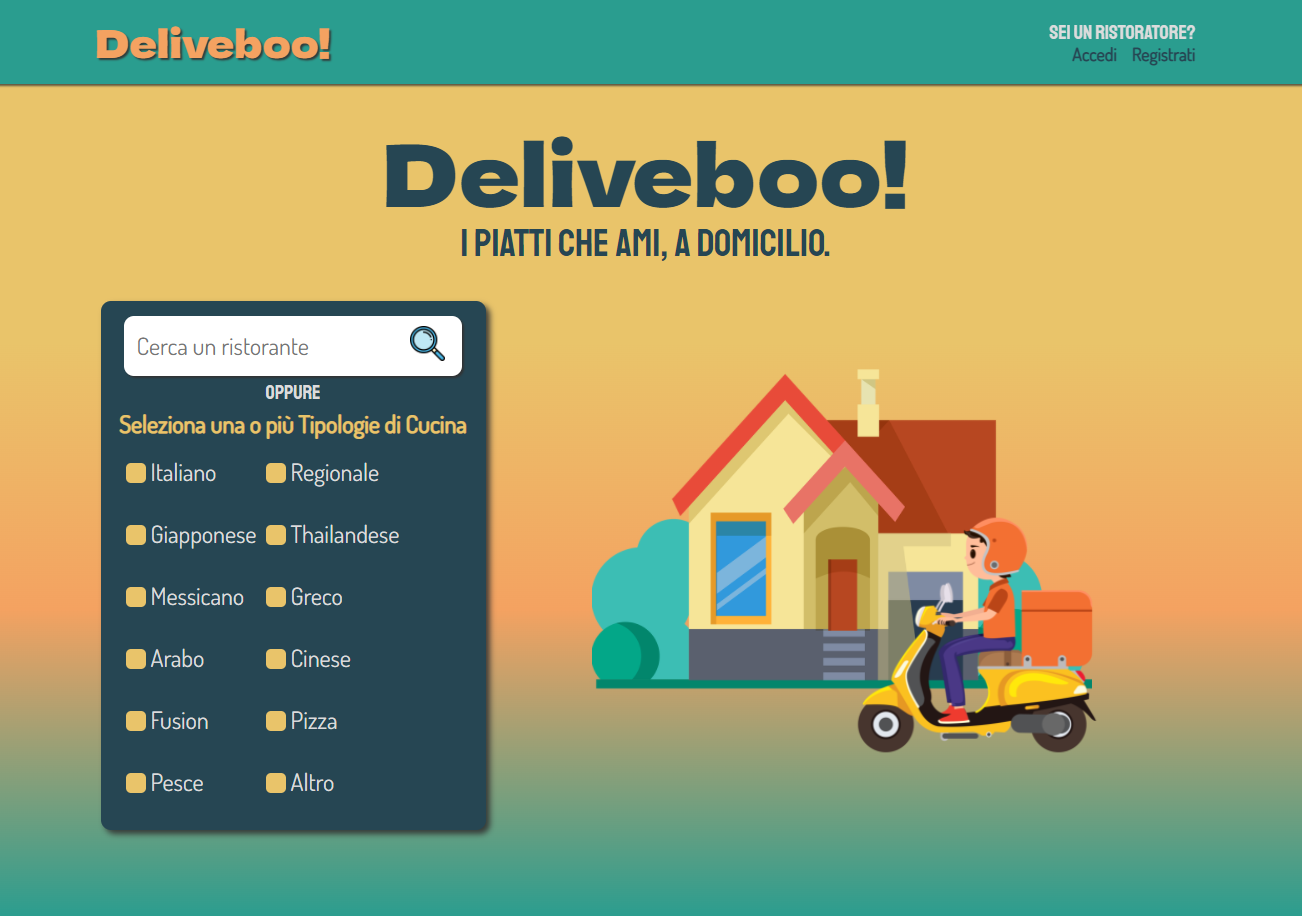 Deliveboo!
SEI UN RISTORATORE?
Accedi Registrati
Deliveboo!
I PIATTI CHE AMI, A DOMICILIO.
Cerca un ristorante
OPPURE
Seleziona una o più Tipologie di Cucina
Italiano Regionale
Giapponese Thailandese
Messicano Greco
Arabo Cinese
Fusion Pizza
Pesce Altro